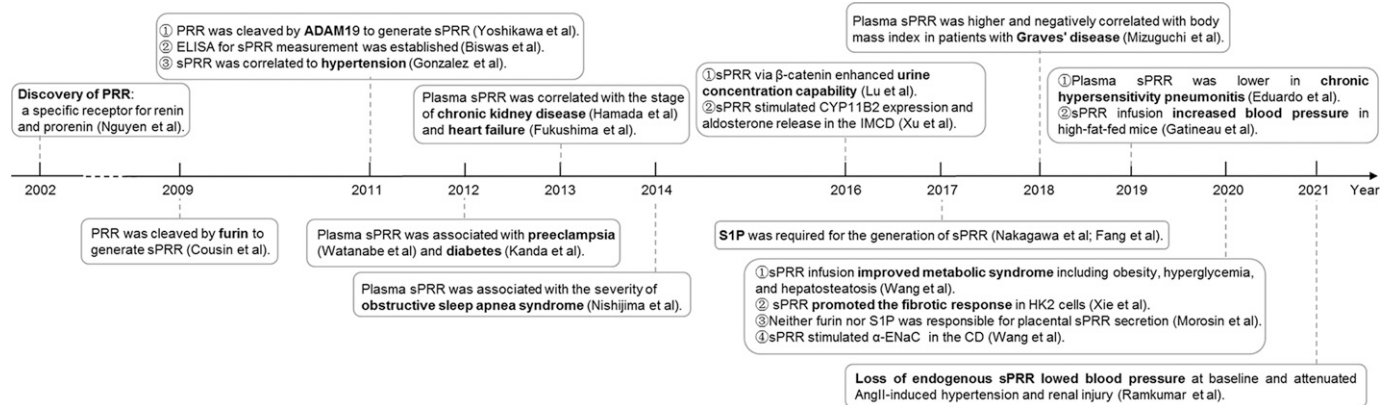 ① PRR was cleaved by ADAM19 to generate sPRR (Yoshikawa et al).
② ELISA for sPRR measurement was established (Biswas et al).
③ sPRR was correlated to hypertension (Gonzalez et al).
Plasma sPRR was higher and negatively correlated with body
mass index in patients with Graves' disease (Mizuguchi et al).
Discovery of PRR:
a specific receptor for renin
and prorenin (Nguyen et al).
Plasma sPRR was correlated with the stage
of chronic kidney disease (Hamada et al)
and heart failure (Fukushima et al).
①sPRR via β-catenin enhanced urine
concentration capability (Lu et al).
②sPRR stimulated CYP11B2 expression and
aldosterone release in the IMCD (Xu et al).
①Plasma sPRR was lower in chronic
hypersensitivity pneumonitis (Eduardo et al).
②sPRR infusion increased blood pressure in
high-fat-fed mice (Gatineau et al).
2002 2009 2011 2012 2013 2014 2016 2017 2018 2019 2020 2021 Year
PRR was cleaved by furin to
generate sPRR (Cousin et al).
Plasma sPRR was associated with preeclampsia
(Watanabe et al) and diabetes (Kanda et al).
Plasma sPRR was associated with the severity of
obstructive sleep apnea syndrome (Nishijima et al).
S1P was required for the generation of sPRR (Nakagawa et al; Fang et al).
①sPRR infusion improved metabolic syndrome including obesity, hyperglycemia,
and hepatosteatosis (Wang et al).
② sPRR promoted the fibrotic response in HK2 cells (Xie et al).
③Neither furin nor S1P was responsible for placental sPRR secretion (Morosin et al).
④sPRR stimulated α-ENaC in the CD (Wang et al).
Loss of endogenous sPRR lowed blood pressure at baseline and attenuated
AngII-induced hypertension and renal injury (Ramkumar et al).